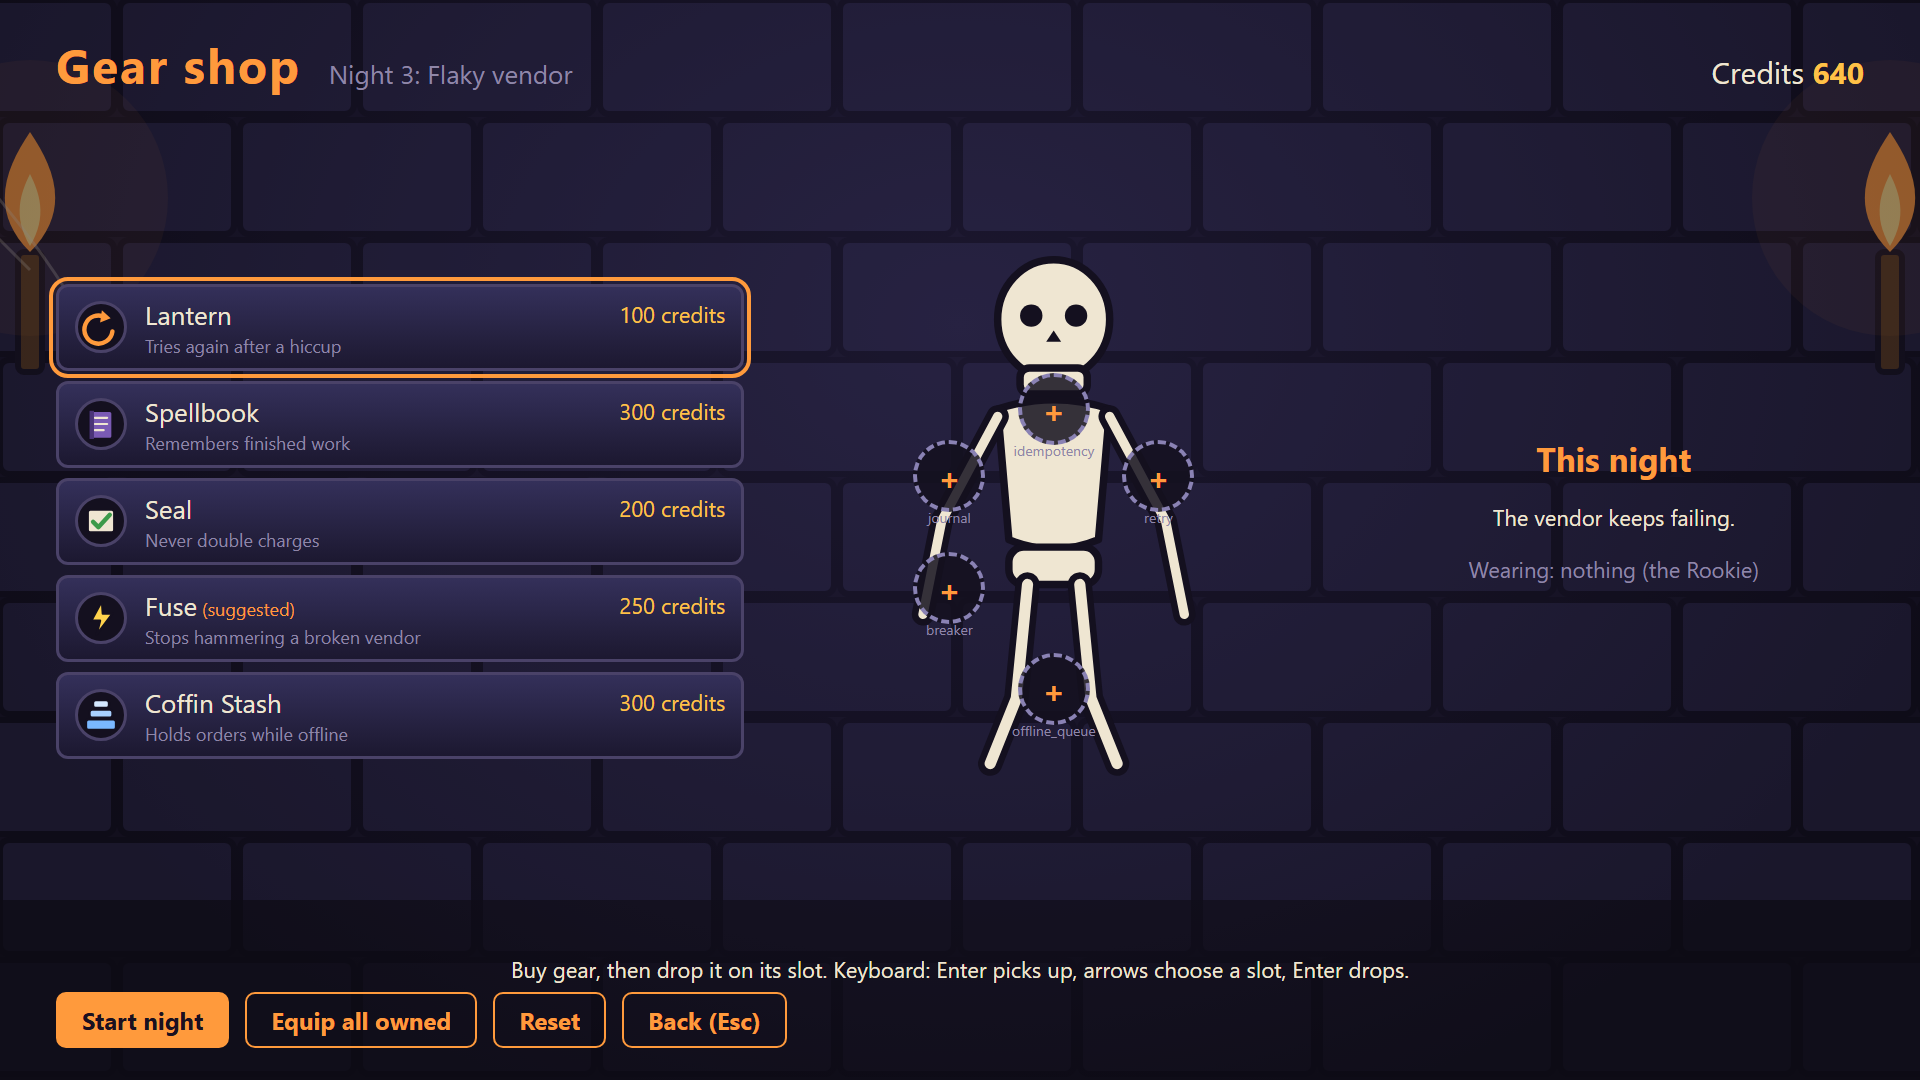 Gear shop
Night 3: Flaky vendor
Credits 640
Lantern
100 credits
Tries again after a hiccup
Spellbook
300 credits
Remembers finished work
Seal
200 credits
Never double charges
Fuse (suggested)
250 credits
Stops hammering a broken vendor
Coffin Stash
300 credits
Holds orders while offline
+
idempotency
+
journal
+
retry
+
breaker
+
offline_queue
This night
The vendor keeps failing.
Wearing: nothing (the Rookie)
Buy gear, then drop it on its slot. Keyboard: Enter picks up, arrows choose a slot, Enter drops.
Start night
Equip all owned
Reset
Back (Esc)